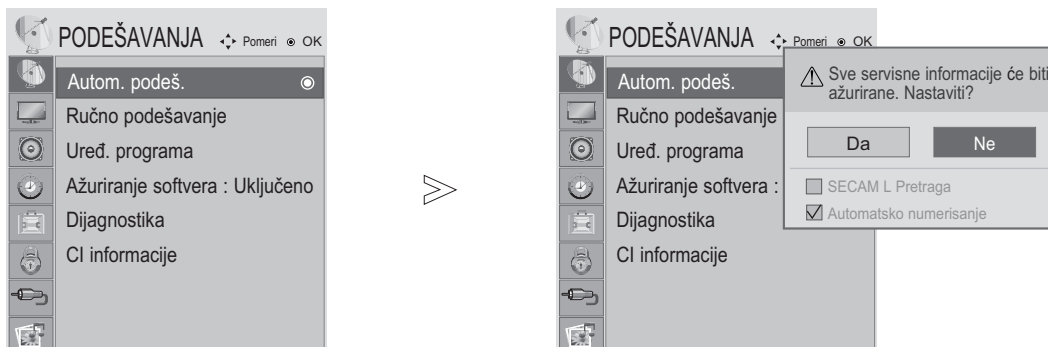 PODEŠAVANJA Pomeri OK
Autom. podeš.
Ručno podešavanje
Uređ. programa
Ažuriranje softvera : Uključeno
Dijagnostika
CI informacije
PODEŠAVANJA Pomeri OK
Autom. podeš.
Ručno podešavanje
Uređ. programa
Ažuriranje softvera :
Dijagnostika
CI informacije
Sve servisne informacije će biti
ažurirane. Nastaviti?
Da Ne
SECAM L Pretraga
Automatsko numerisanje